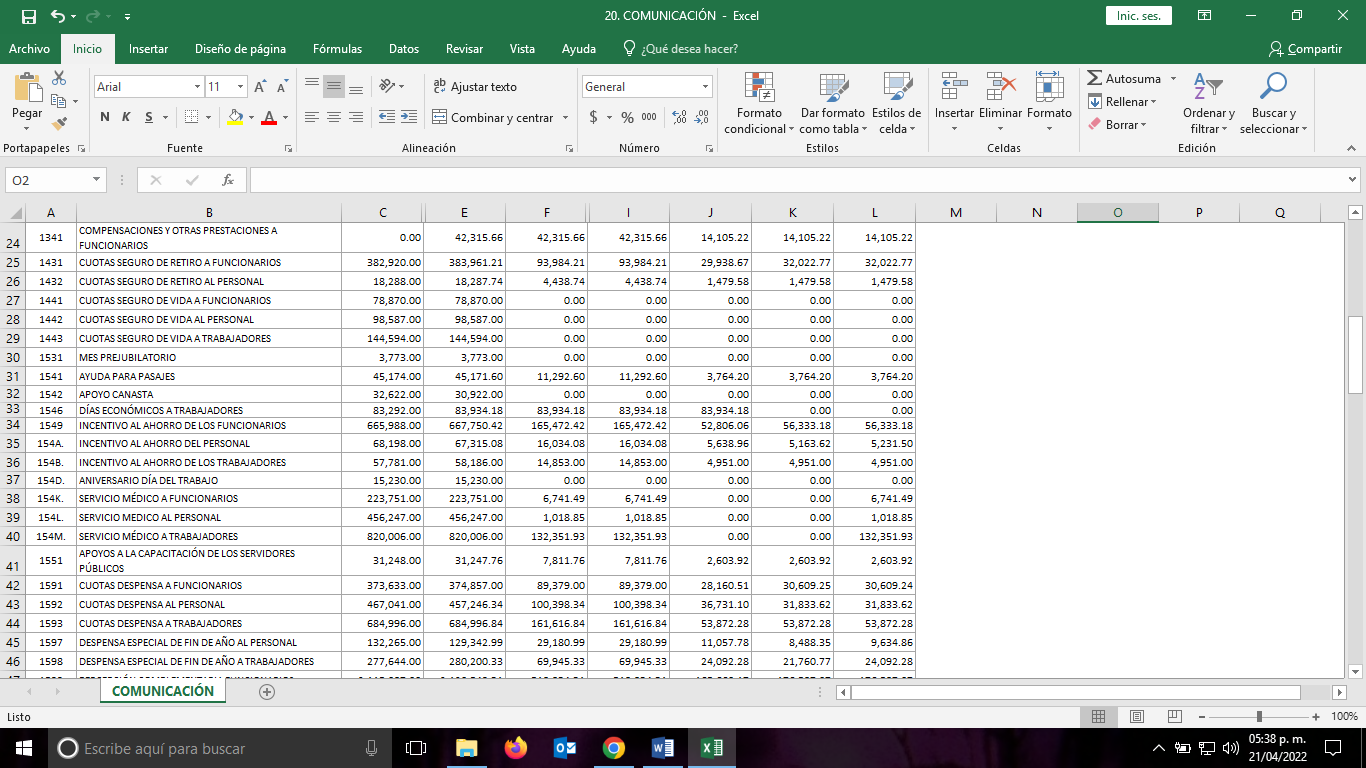 20. COMUNICACIÓN - Excel
Inic. ses.
Archivo Inicio Insertar Diseño de página Fórmulas Datos Revisar Vista Ayuda ¿Qué desea hacer? Compartir
Pegar
Arial 11
Ajustar texto
General
Formato condicional
Dar formato como tabla
Estilos de celda
Insertar Eliminar Formato
Autosuma
Rellenar
Borrar
Ordenar y filtrar
Buscar y seleccionar
N K S
Combinar y centrar
$ % 000
Portapapeles Fuente Alineación Número Estilos Celdas Edición
O2 fx
A B C E F I J K L M N O P Q
24 1341 COMPENSACIONES Y OTRAS PRESTACIONES A FUNCIONARIOS 0.00 42,315.66 42,315.66 42,315.66 14,105.22 14,105.22 14,105.22
25 1431 CUOTAS SEGURO DE RETIRO A FUNCIONARIOS 382,920.00 383,961.21 93,984.21 93,984.21 29,938.67 32,022.77 32,022.77
26 1432 CUOTAS SEGURO DE RETIRO AL PERSONAL 18,288.00 18,287.74 4,438.74 4,438.74 1,479.58 1,479.58 1,479.58
27 1441 CUOTAS SEGURO DE VIDA A FUNCIONARIOS 78,870.00 78,870.00 0.00 0.00 0.00 0.00 0.00
28 1442 CUOTAS SEGURO DE VIDA AL PERSONAL 98,587.00 98,587.00 0.00 0.00 0.00 0.00 0.00
29 1443 CUOTAS SEGURO DE VIDA A TRABAJADORES 144,594.00 144,594.00 0.00 0.00 0.00 0.00 0.00
30 1531 MES PREJUBILATORIO 3,773.00 3,773.00 0.00 0.00 0.00 0.00 0.00
31 1541 AYUDA PARA PASAJES 45,174.00 45,171.60 11,292.60 11,292.60 3,764.20 3,764.20 3,764.20
32 1542 APOYO CANASTA 32,622.00 30,922.00 0.00 0.00 0.00 0.00 0.00
33 1546 DÍAS ECONÓMICOS A TRABAJADORES 83,292.00 83,934.18 83,934.18 83,934.18 83,934.18 0.00 0.00
34 1549 INCENTIVO AL AHORRO DE LOS FUNCIONARIOS 665,988.00 667,750.42 165,472.42 165,472.42 52,806.06 56,333.18 56,333.18
35 154A. INCENTIVO AL AHORRO DEL PERSONAL 68,198.00 67,315.08 16,034.08 16,034.08 5,638.96 5,163.62 5,231.50
36 154B. INCENTIVO AL AHORRO DE LOS TRABAJADORES 57,781.00 58,186.00 14,853.00 14,853.00 4,951.00 4,951.00 4,951.00
37 154D. ANIVERSARIO DÍA DEL TRABAJO 15,230.00 15,230.00 0.00 0.00 0.00 0.00 0.00
38 154K. SERVICIO MÉDICO A FUNCIONARIOS 223,751.00 223,751.00 6,741.49 6,741.49 0.00 0.00 6,741.49
39 154L. SERVICIO MEDICO AL PERSONAL 456,247.00 456,247.00 1,018.85 1,018.85 0.00 0.00 1,018.85
40 154M. SERVICIO MÉDICO A TRABAJADORES 820,006.00 820,006.00 132,351.93 132,351.93 0.00 0.00 132,351.93
41 1551 APOYOS A LA CAPACITACIÓN DE LOS SERVIDORES PÚBLICOS 31,248.00 31,247.76 7,811.76 7,811.76 2,603.92 2,603.92 2,603.92
42 1591 CUOTAS DESPENSA A FUNCIONARIOS 373,633.00 374,857.00 89,379.00 89,379.00 28,160.51 30,609.25 30,609.24
43 1592 CUOTAS DESPENSA AL PERSONAL 467,041.00 457,246.34 100,398.34 100,398.34 36,731.10 31,833.62 31,833.62
44 1593 CUOTAS DESPENSA A TRABAJADORES 684,996.00 684,996.84 161,616.84 161,616.84 53,872.28 53,872.28 53,872.28
45 1597 DESPENSA ESPECIAL DE FIN DE AÑO AL PERSONAL 132,265.00 129,342.99 29,180.99 29,180.99 11,057.78 8,488.35 9,634.86
46 1598 DESPENSA ESPECIAL DE FIN DE AÑO A TRABAJADORES 277,644.00 280,200.33 69,945.33 69,945.33 24,092.28 21,760.77 24,092.28
COMUNICACIÓN
Listo 100%
Escribe aquí para buscar
05:38 p. m.
21/04/2022